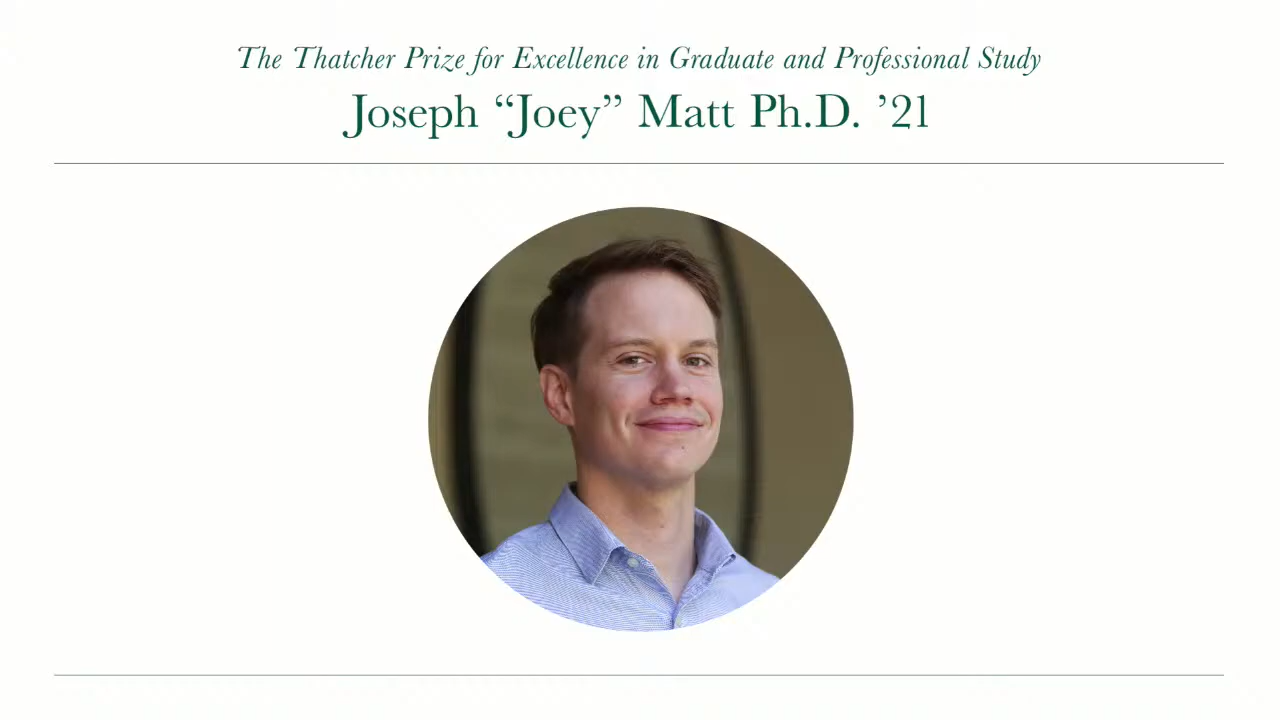 The Thatcher Prize for Excellence in Graduate and Professional Study
Joseph “Joey” Matt Ph.D. ’21